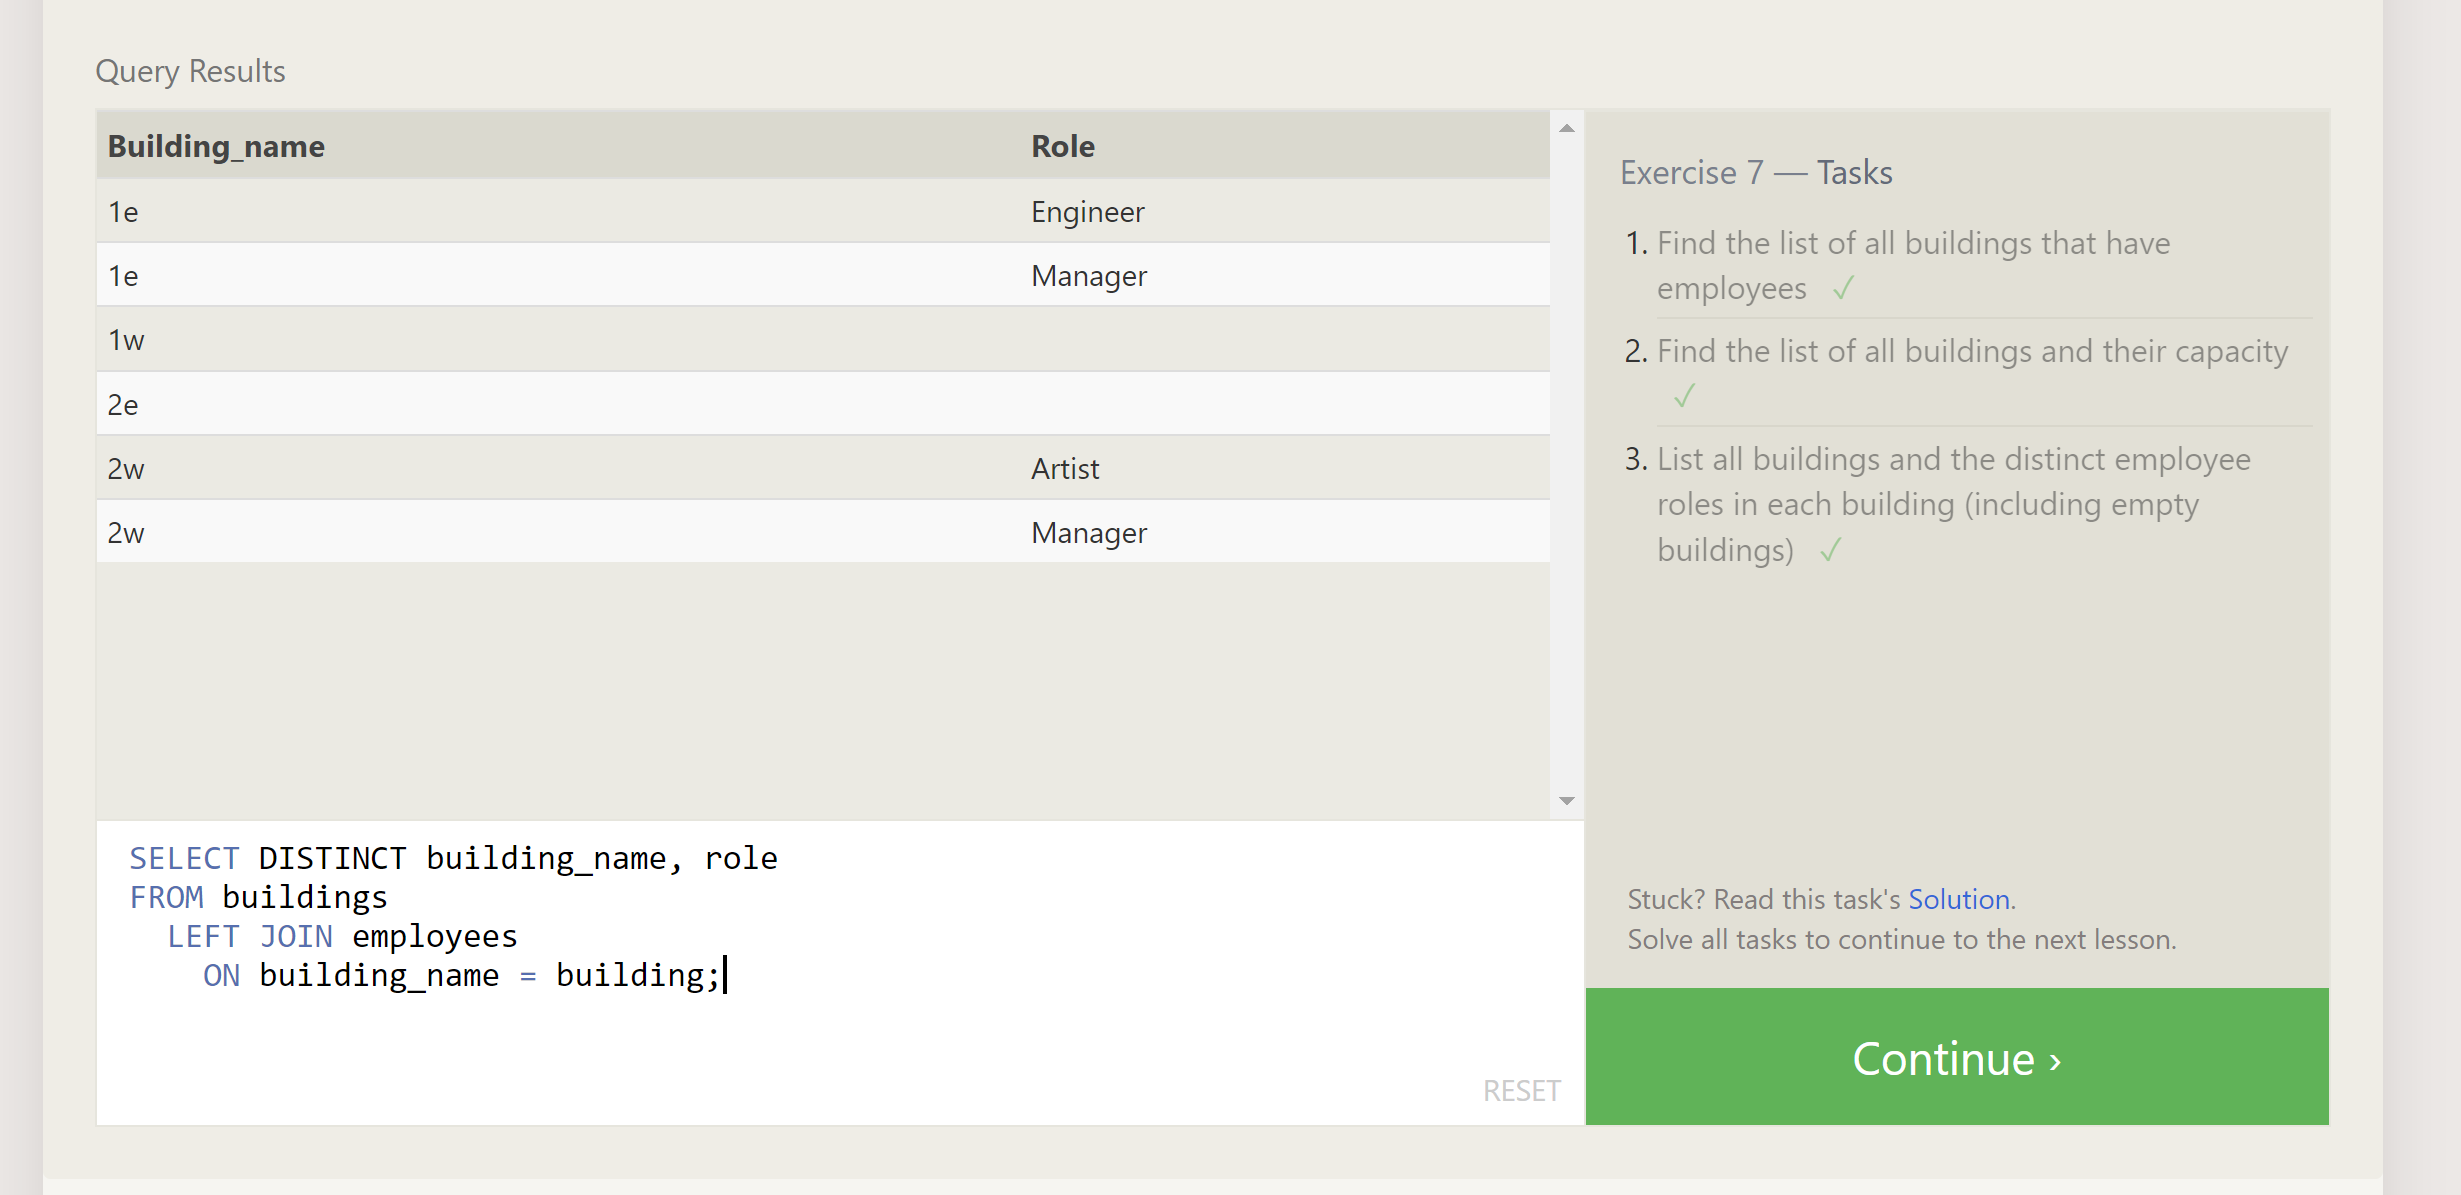 Query Results
Building_name Role
1e Engineer
1e Manager
1w
2e
2w Artist
2w Manager
SELECT DISTINCT building_name, role
FROM buildings
LEFT JOIN employees
ON building_name = building;
RESET
Exercise 7 — Tasks
1. Find the list of all buildings that have
employees ✓
2. Find the list of all buildings and their capacity
✓
3. List all buildings and the distinct employee
roles in each building (including empty
buildings) ✓
Stuck? Read this task's Solution.
Solve all tasks to continue to the next lesson.
Continue ›